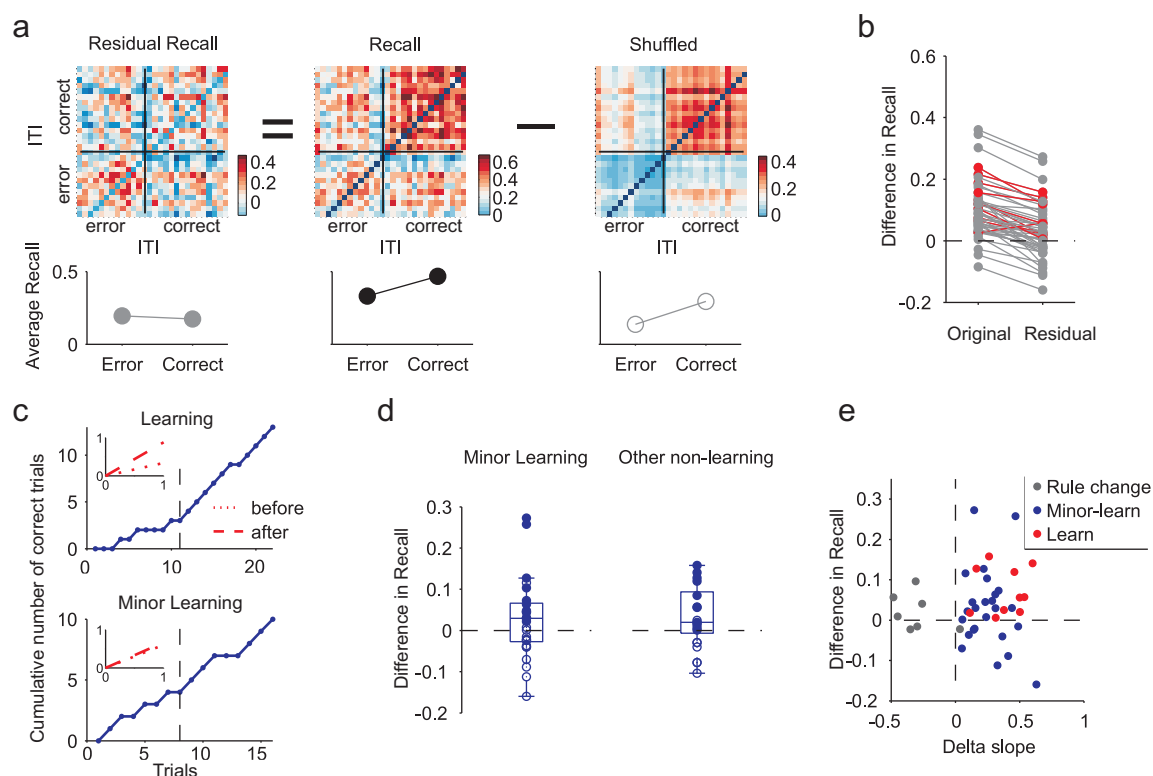 a
Residual Recall
Recall
Shuffled
ITI
correct
error
0.4
0.2
0
0.6
0.4
0.2
0
0.4
0.2
0
error
correct
error
correct
error
correct
ITI
ITI
ITI
Average Recall
0.5
0
Error
Correct
Error
Correct
Error
Correct
b
Difference in Recall
0.6
0.4
0.2
0
-0.2
Original
Residual
c
Learning
Cumulative number of correct trials
10
5
0
1
0
0
1
before
after
0
10
20
Minor Learning
10
5
0
1
0
0
1
0
5
10
15
Trials
d
Minor Learning
Other non-learning
Difference in Recall
0.3
0.2
0.1
0
-0.1
-0.2
e
Difference in Recall
0.3
0.2
0.1
0
-0.1
-0.2
Rule change
Minor-learn
Learn
-0.5
0
0.5
1
Delta slope